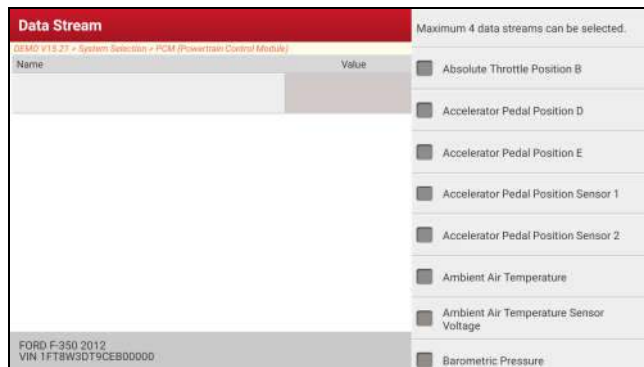 Data Stream
DEMO V15.21 > System Selection > PCM (Powertrain Control Module)
Name Value
FORD F-350 2012
VIN 1FT8W3DT9CEB00000
Maximum 4 data streams can be selected.
Absolute Throttle Position B
Accelerator Pedal Position D
Accelerator Pedal Position E
Accelerator Pedal Position Sensor 1
Accelerator Pedal Position Sensor 2
Ambient Air Temperature
Ambient Air Temperature Sensor
Voltage
Barometric Pressure